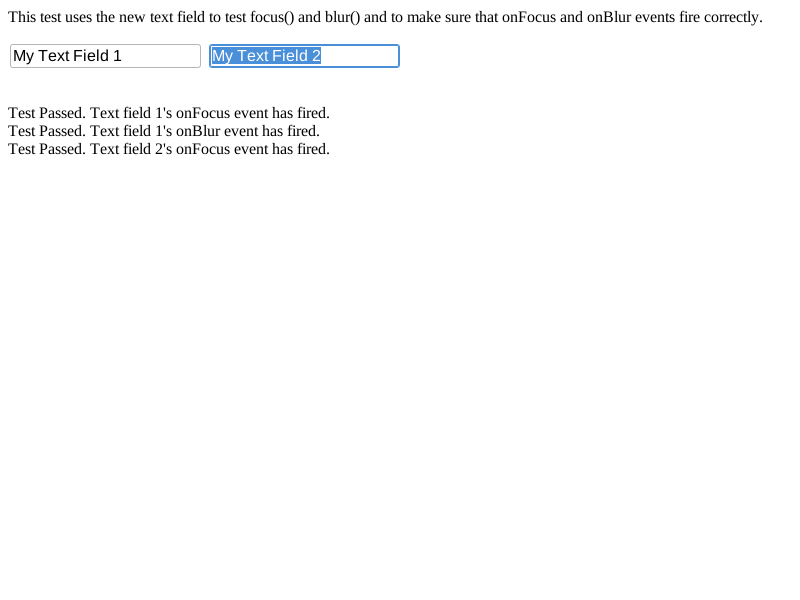 This test uses the new text field to test focus() and blur() and to make sure that onFocus and onBlur events fire correctly.
My Text Field 1 My Text Field 2
Test Passed. Text field 1's onFocus event has fired.
Test Passed. Text field 1's onBlur event has fired.
Test Passed. Text field 2's onFocus event has fired.